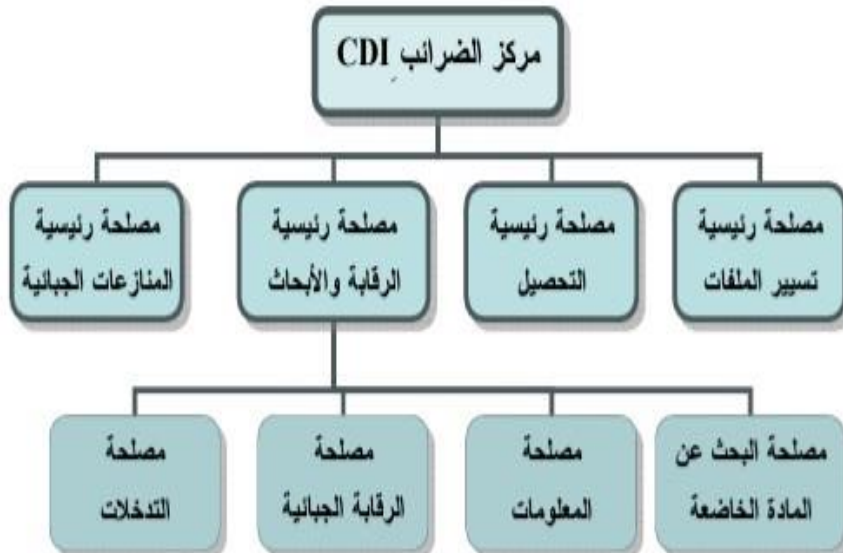 مركز الضرائب CDI
مصلحة رئيسية
تسيير الملفات
مصلحة رئيسية
التحصيل
مصلحة رئيسية
الرقابة والأبحاث
مصلحة رئيسية
المنازعات الجبائية
مصلحة البحث عن
المادة الخاضعة
مصلحة
المعلومات
مصلحة
الرقابة الجبائية
مصلحة
التدخلات